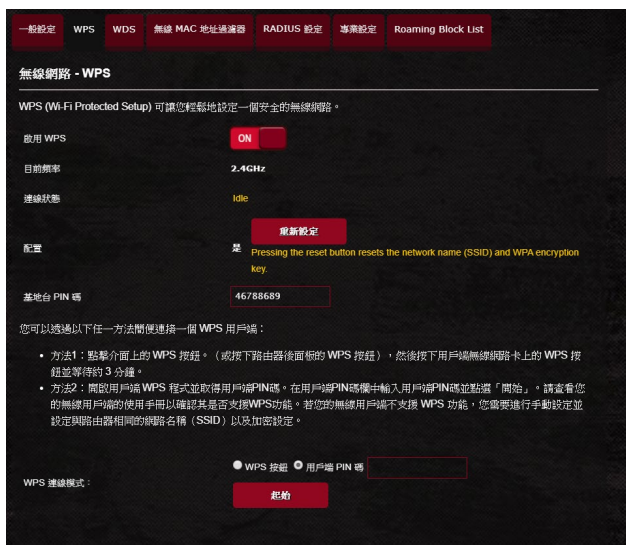 一般設定 WPS WDS 無線 MAC 地址過濾器 RADIUS 設定 專業設定 Roaming Block List
無線網路 - WPS
WPS (Wi-Fi Protected Setup) 可讓您輕鬆地設定一個安全的無線網路。
啟用 WPS ON
目前頻率 2.4GHz
連線狀態 Idle
重新設定
配置 是 Pressing the reset button resets the network name (SSID) and WPA encryption
key.
基地台 PIN 碼 46788689
您可以透過以下任一方法簡便連接一個 WPS 用戶端：
• 方法1：點擊介面上的 WPS 按鈕。（或按下路由器後面板的 WPS 按鈕），然後按下用戶端無線網路卡上的 WPS 按
鈕並等待約 3 分鐘。
• 方法2：開啟用戶端 WPS 程式並取得用戶端PIN碼。在用戶端PIN碼欄中輸入用戶端PIN碼並點選「開始」。請查看您
的無線用戶端的使用手冊以確認其是否支援WPS功能。若您的無線用戶端不支援 WPS 功能，您需要進行手動設定並
設定與路由器相同的網路名稱（SSID）以及加密設定。
WPS 按鈕 用戶端 PIN 碼
WPS 連線模式：
起始